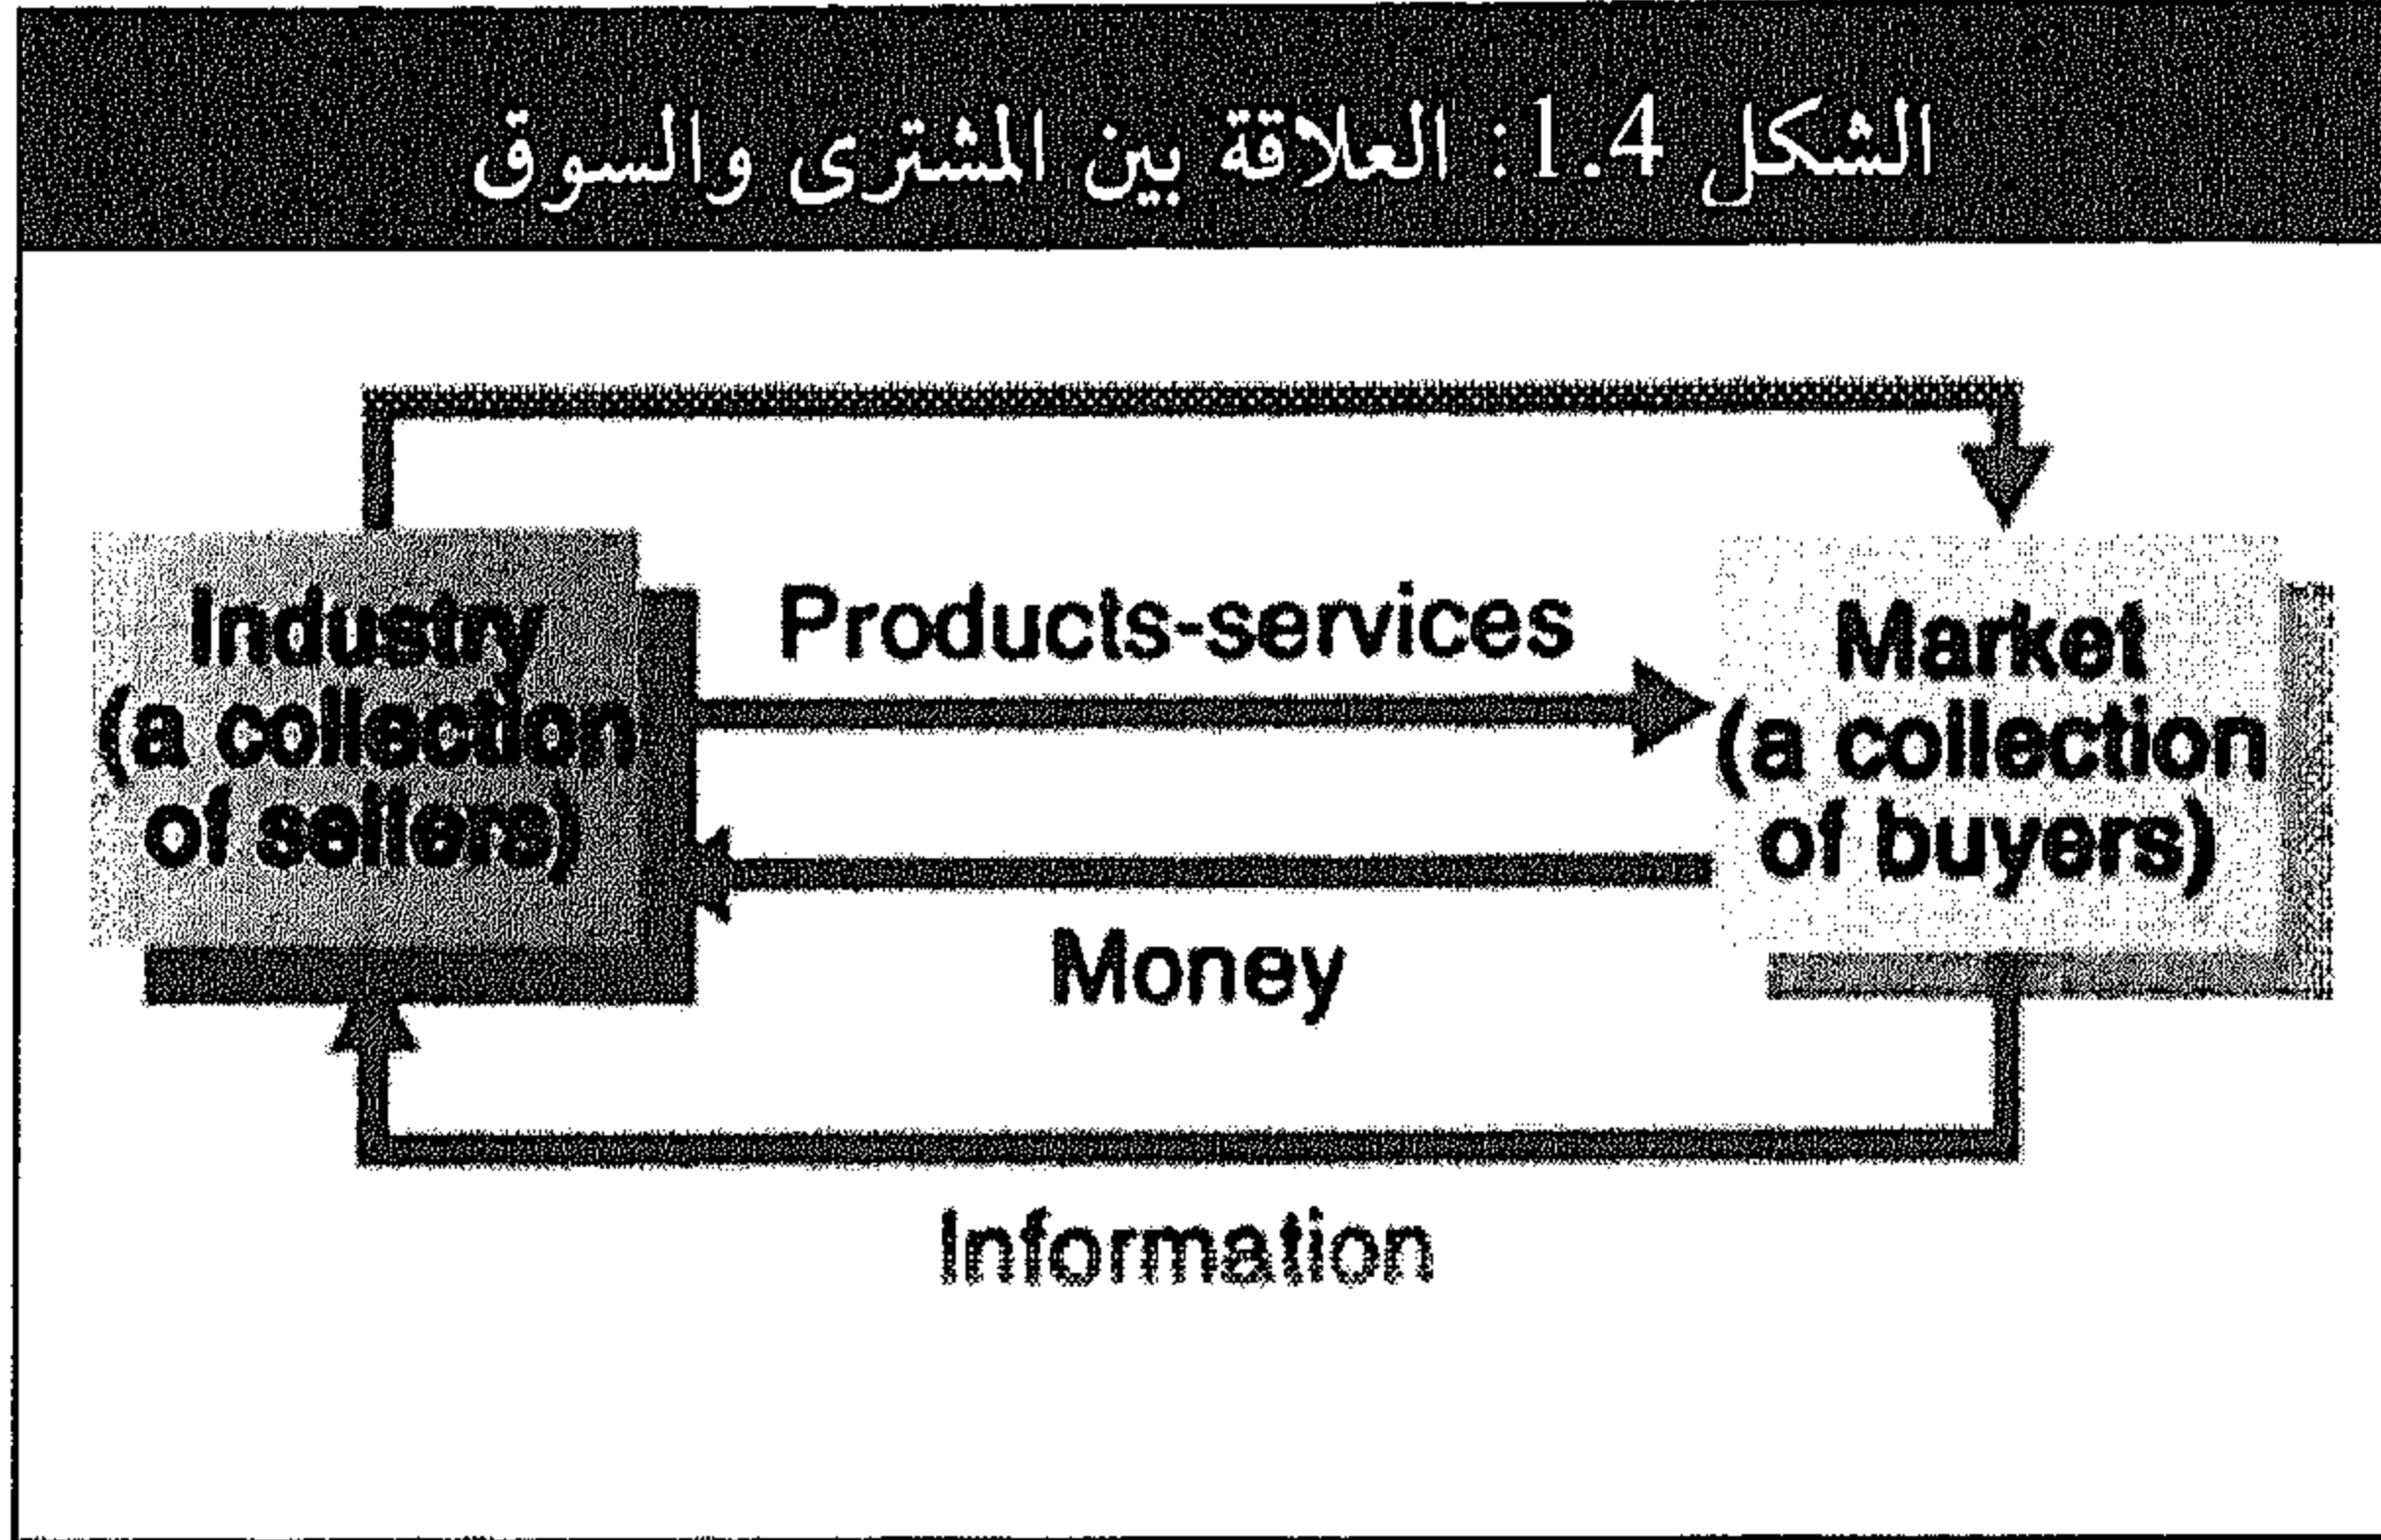 الشكل 1.4: العلاقة بين المشترى والسوق
Industry
(a collection
of sellers)
Products-services
Market
(a collection
of buyers)
Money
Information